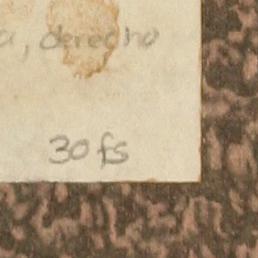 a, derecho
30 fs